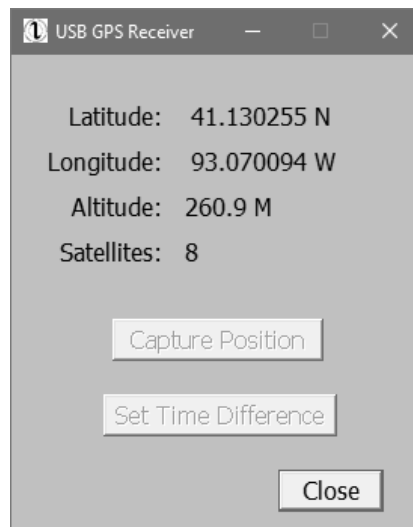 USB GPS Receiver
Latitude: 41.130255 N
Longitude: 93.070094 W
Altitude: 260.9 M
Satellites: 8
Capture Position
Set Time Difference
Close